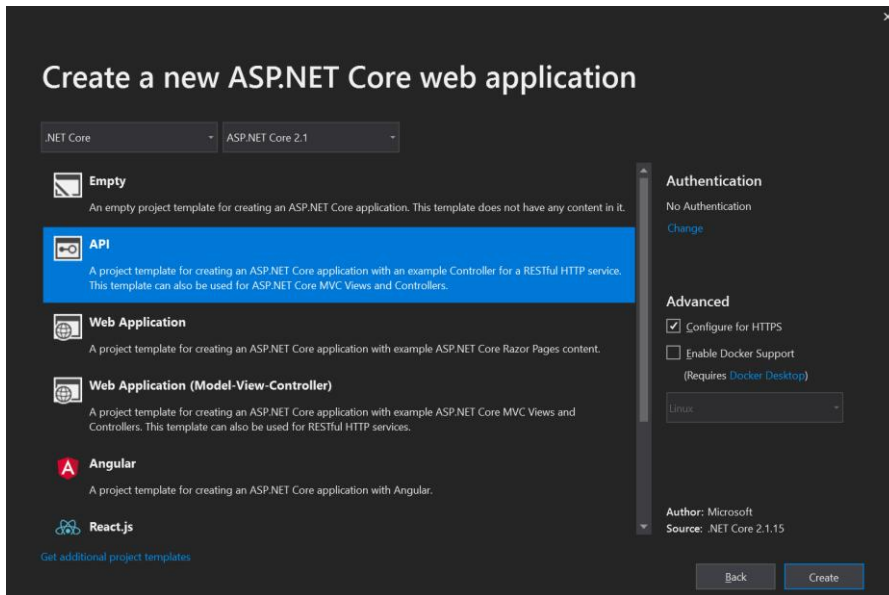 Create a new ASP.NET Core web application
.NET Core
ASP.NET Core 2.1
Empty
An empty project template for creating an ASP.NET Core application. This template does not have any content in it.
API
A project template for creating an ASP.NET Core application with an example Controller for a RESTful HTTP service.
This template can also be used for ASP.NET Core MVC Views and Controllers.
Web Application
A project template for creating an ASP.NET Core application with example ASP.NET Core Razor Pages content.
Web Application (Model-View-Controller)
A project template for creating an ASP.NET Core application with example ASP.NET Core MVC Views and
Controllers. This template can also be used for RESTful HTTP services.
Angular
A project template for creating an ASP.NET Core application with Angular.
React.js
Get additional project templates
Authentication
No Authentication
Change
Advanced
Configure for HTTPS
Enable Docker Support
(Requires Docker Desktop)
Linux
Author: Microsoft
Source: .NET Core 2.1.15
Back
Create